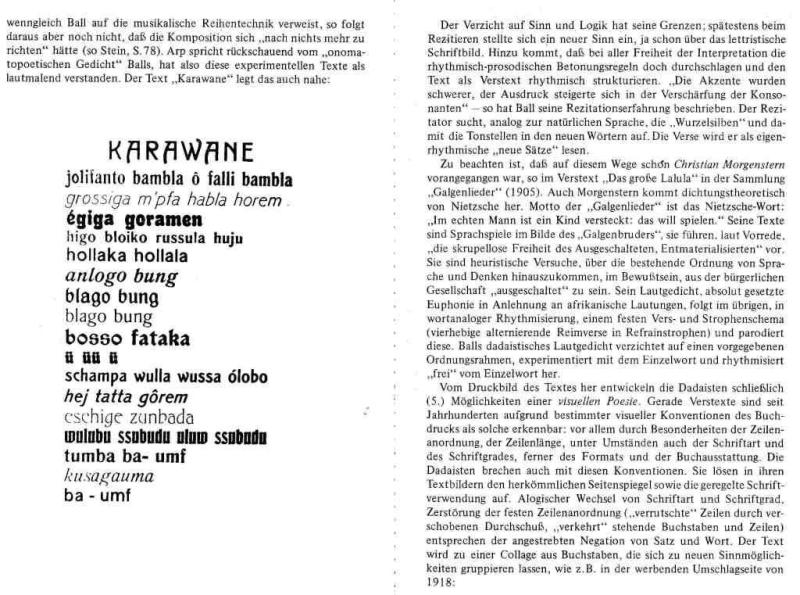 wenngleich Ball auf die musikalische Reihentechnik verweist, so folgt
daraus aber noch nicht, daß die Komposition sich „nach nichts mehr zu
richten“ hätte (so Stein, S.78). Arp spricht rückschauend vom „onoma-
topoetischen Gedicht“ Balls, hat also diese experimentellen Texte als
lautmalend verstanden. Der Text „Karawane“ legt das auch nahe:
KARAWANE
jolifanto bambla ô falli bambla
grossiga m'pfa habla horem
égiga goramen
higo bloiko russula huju
hollaka hollala
anlogo bung
blago bung
blago bung
bosso fataka
ü üü ü
schampa wulla wussa ólobo
hej tatta gôrem
eschige zunbada
wulubu ssubudu uluw ssubudu
tumba ba- umf
kusagauma
ba - umf
Der Verzicht auf Sinn und Logik hat seine Grenzen; spätestens beim
Rezitieren stellte sich ein neuer Sinn ein, ja schon über das lettristische
Schriftbild. Hinzu kommt, daß bei aller Freiheit der Interpretation die
rhythmisch-prosodischen Betonungsregeln doch durchschlagen und den
Text als Verstext rhythmisch strukturieren. „Die Akzente wurden
schwerer, der Ausdruck steigerte sich in der Verschärfung der Konso-
nanten“ – so hat Ball seine Rezitationserfahrung beschrieben. Der Rezi-
tator sucht, analog zur natürlichen Sprache, die „Wurzelsilben“ und da-
mit die Tonstellen in den neuen Wörtern auf. Die Verse wird er als eigen-
rhythmische „neue Sätze“ lesen.
Zu beachten ist, daß auf diesem Wege schon Christian Morgenstern
vorangegangen war, so im Verstext „Das große Lalula“ in der Sammlung
„Galgenlieder“ (1905). Auch Morgenstern kommt dichtungstheoretisch
von Nietzsche her. Motto der „Galgenlieder“ ist das Nietzsche-Wort:
„Im echten Mann ist ein Kind versteckt: das will spielen.“ Seine Texte
sind Sprachspiele im Bilde des „Galgenbruders“, sie führen, laut Vorrede,
„die skrupellose Freiheit des Ausgeschalteten, Entmaterialisierten“ vor.
Sie sind heuristische Versuche, über die bestehende Ordnung von Spra-
che und Denken hinauszukommen, im Bewußtsein, aus der bürgerlichen
Gesellschaft „ausgeschaltet“ zu sein. Sein Lautgedicht, absolut gesetzte
Euphonie in Anlehnung an afrikanische Lautungen, folgt im übrigen, in
wortanaloger Rhythmisierung, einem festen Vers- und Strophenschema
(vierhebige alternierende Reimverse in Refrainstrophen) und parodiert
diese. Balls dadaistisches Lautgedicht verzichtet auf einen vorgegebenen
Ordnungsrahmen, experimentiert mit dem Einzelwort und rhythmisiert
„frei“ vom Einzelwort her.
Vom Druckbild des Textes her entwickeln die Dadaisten schließlich
(5.) Möglichkeiten einer visuellen Poesie. Gerade Verstexte sind seit
Jahrhunderten aufgrund bestimmter visueller Konventionen des Buch-
drucks als solche erkennbar: vor allem durch Besonderheiten der Zeilen-
anordnung, der Zeilenlänge, unter Umständen auch der Schriftart und
des Schriftgrades, ferner des Formats und der Buchausstattung. Die
Dadaisten brechen auch mit diesen Konventionen. Sie lösen in ihren
Textbildern den herkömmlichen Seitenspiegel sowie die geregelte Schrift-
verwendung auf. Alogischer Wechsel von Schriftart und Schriftgrad,
Zerstörung der festen Zeilenanordnung („verrutschte“ Zeilen durch ver-
schobenen Durchschuß, „verkehrt“ stehende Buchstaben und Zeilen)
entsprechen der angestrebten Negation von Satz und Wort. Der Text
wird zu einer Collage aus Buchstaben, die sich zu neuen Sinnmöglich-
keiten gruppieren lassen, wie z.B. in der werbenden Umschlagseite von
1918: